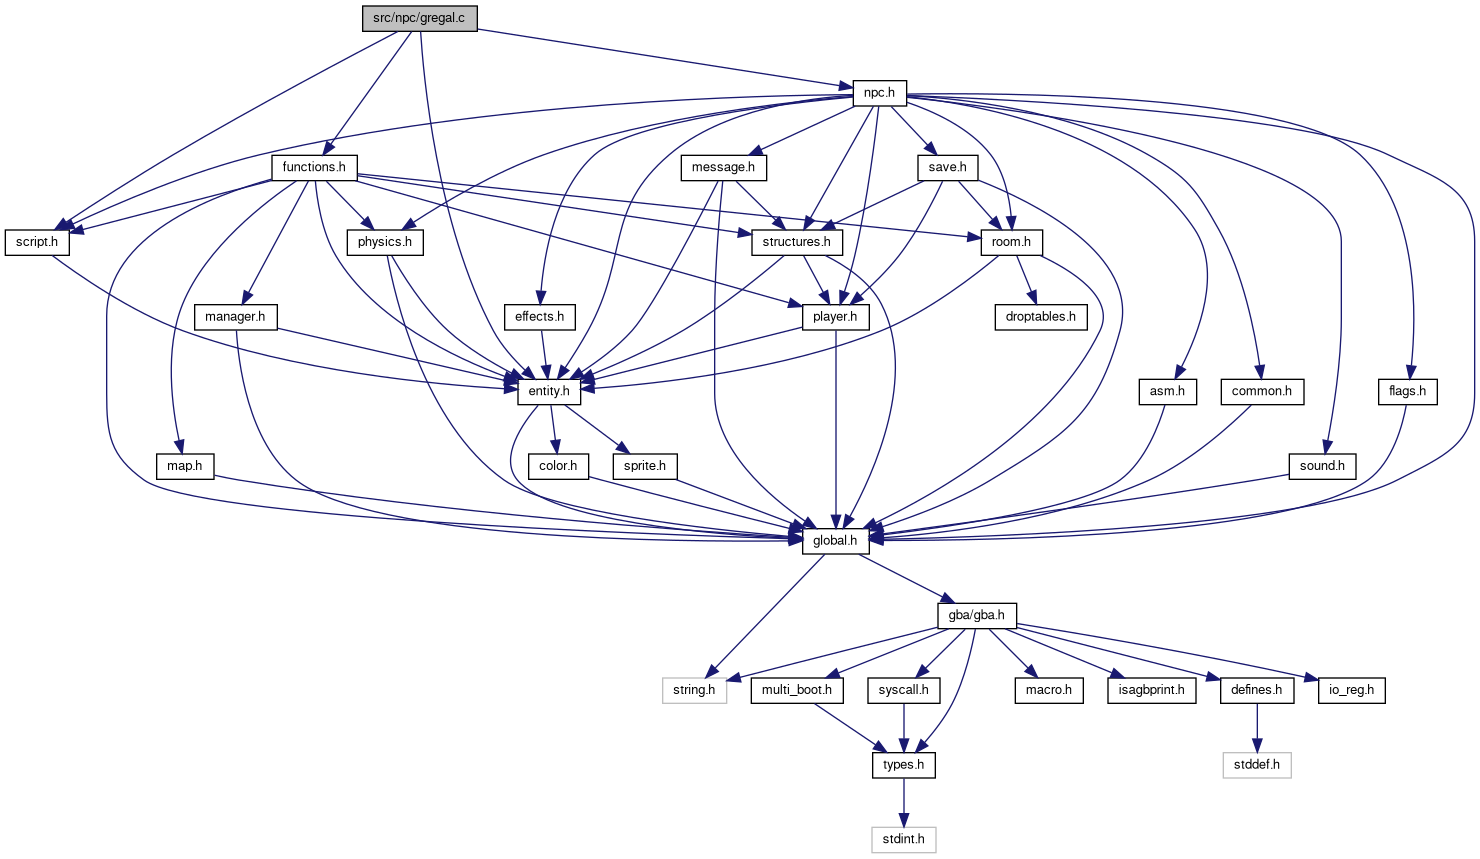 src/npc/gregal.c
npc.h
functions.h
message.h
save.h
script.h
physics.h
structures.h
room.h
manager.h
effects.h
player.h
droptables.h
entity.h
asm.h
common.h
flags.h
map.h
color.h
sprite.h
sound.h
global.h
gba/gba.h
string.h
multi_boot.h
syscall.h
macro.h
isagbprint.h
defines.h
io_reg.h
types.h
stddef.h
stdint.h